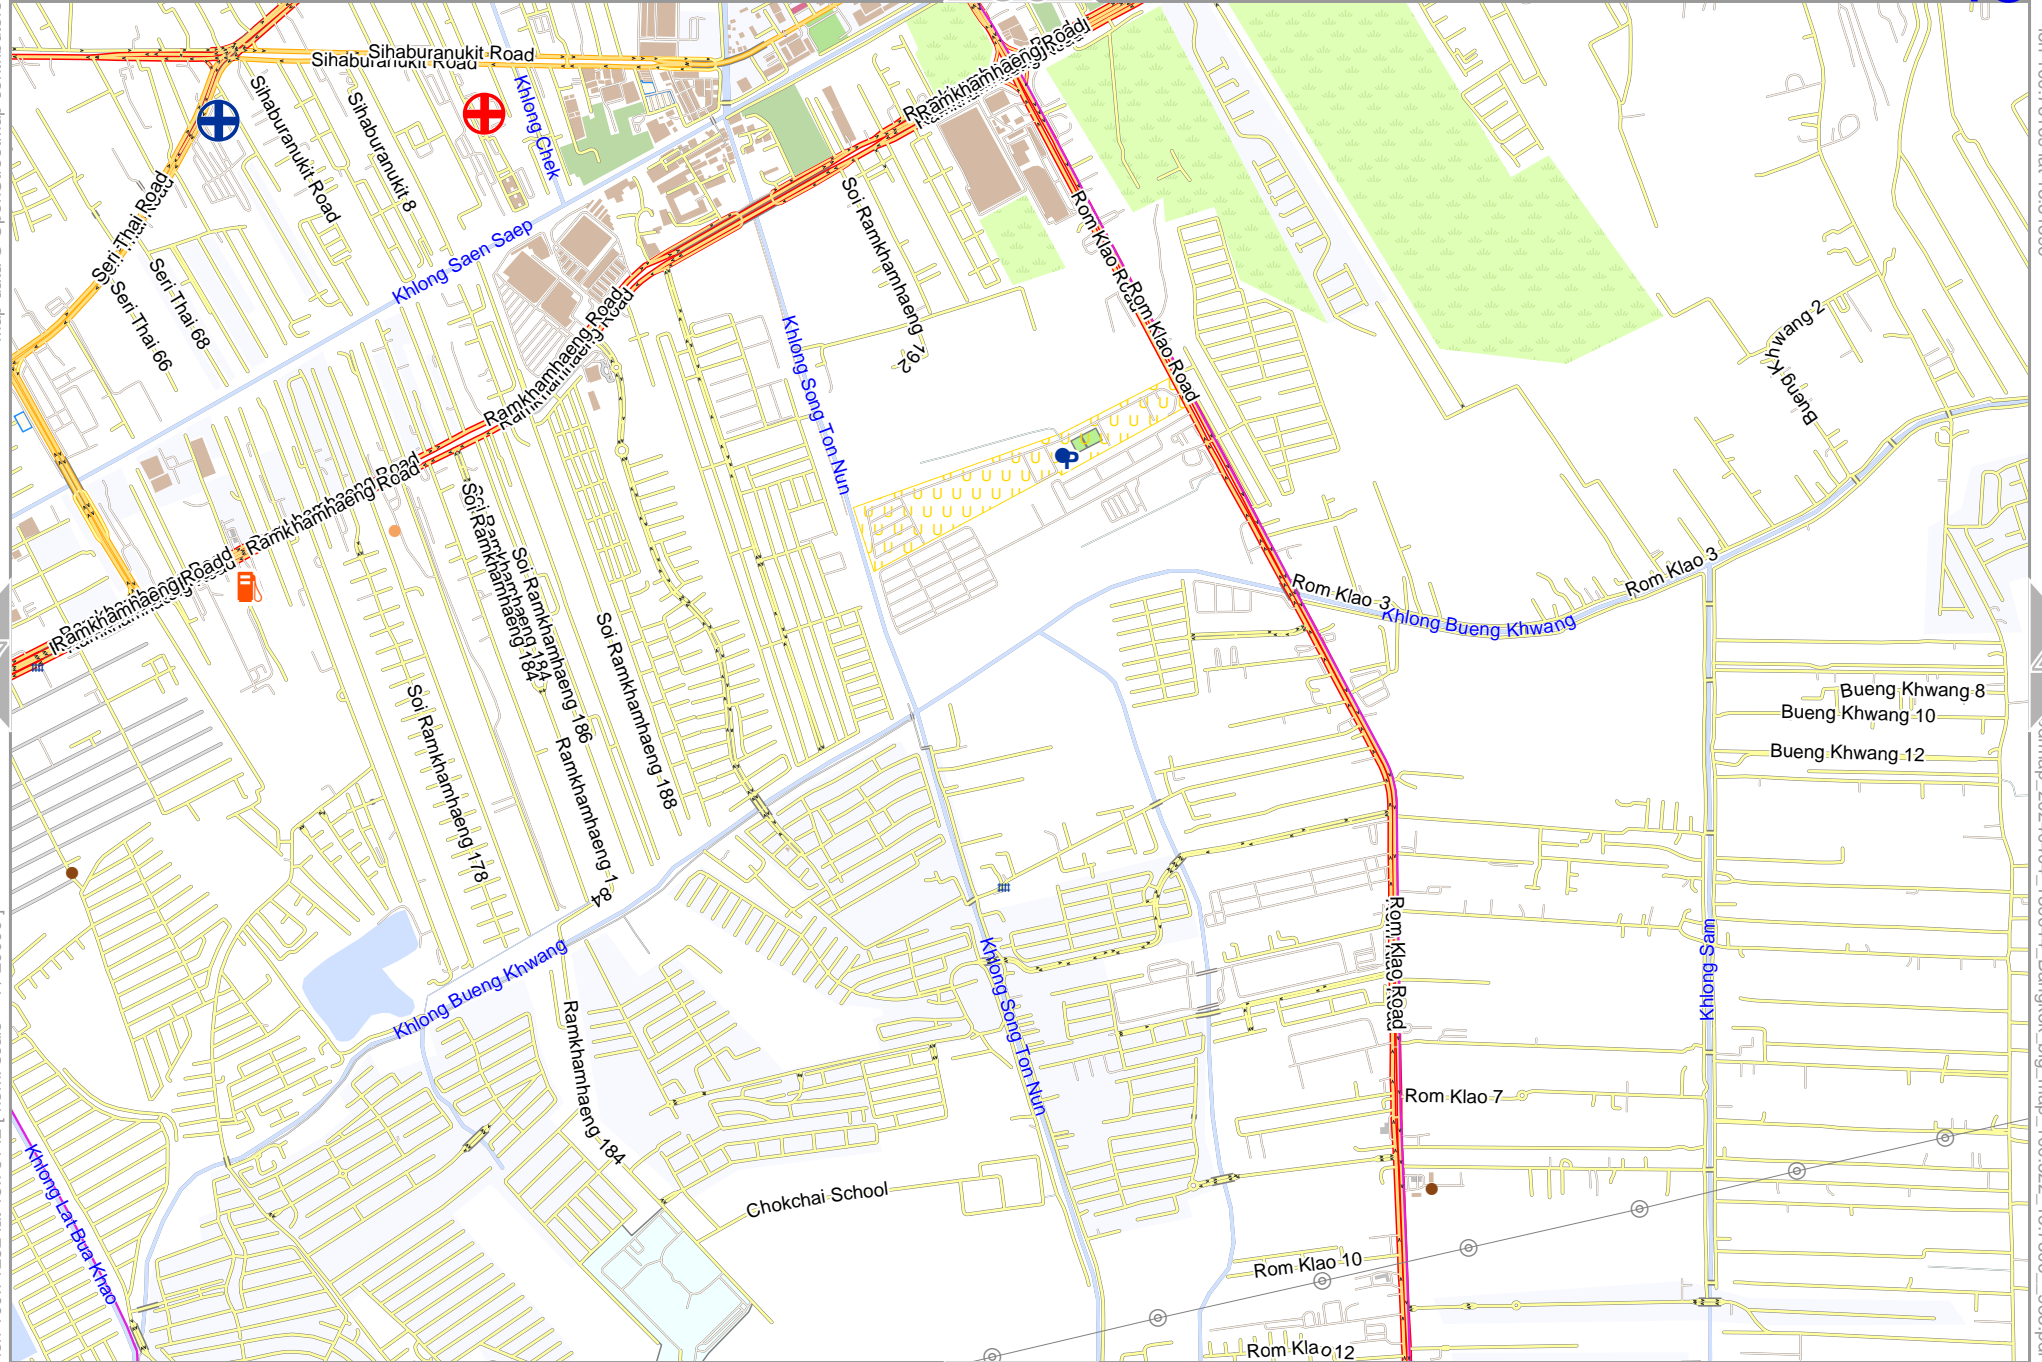 Sihaburanukit Road
Sihaburanukit Road
Ramkhamhaeng Road
Khlong Chek
Sihaburanukit Road
Sihaburanukit 8
Seri Thai Road
Seri Thai 68
Seri Thai 66
Khlong Saen Saep
Soi Ramkhamhaeng 192
Rom Klao Road
Rom Klao Road
Bueng Khwang 2
Ramkhamhaeng Road
Ramkhamhaeng Road
Khlong Song Ton Nun
P
Ramkhamhaeng Road
Ramkhamhaeng Road
Soi Ramkhamhaeng 184
Soi Ramkhamhaeng 184
Soi Ramkhamhaeng 186
Soi Ramkhamhaeng 188
Rom Klao 3
Rom Klao 3
Khlong Bueng Khwang
Bueng Khwang 8
Bueng Khwang 10
Bueng Khwang 12
Soi Ramkhamhaeng 178
Ramkhamhaeng 184
Rom Klao Road
Khlong Sam
Khlong Bueng Khwang
Khlong Song Ton Nun
Ramkhamhaeng 184
Rom Klao 7
Khlong Lat Bua Khao
Chokchai School
Rom Klao 10
Rom Klao 12